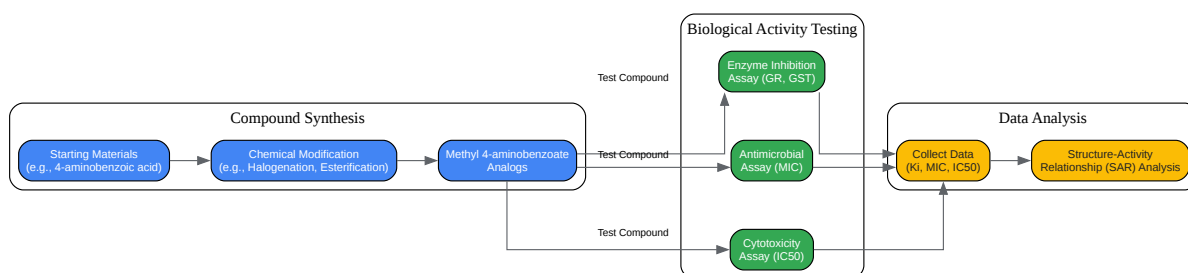 Compound Synthesis
Starting Materials
(e.g., 4-aminobenzoic acid)
Chemical Modification
(e.g., Halogenation, Esterification)
Methyl 4-aminobenzoate
Analogs
Test Compound
Test Compound
Test Compound
Biological Activity Testing
Enzyme Inhibition
Assay (GR, GST)
Antimicrobial
Assay (MIC)
Cytotoxicity
Assay (IC50)
Data Analysis
Collect Data
(Ki, MIC, IC50)
Structure-Activity
Relationship (SAR) Analysis